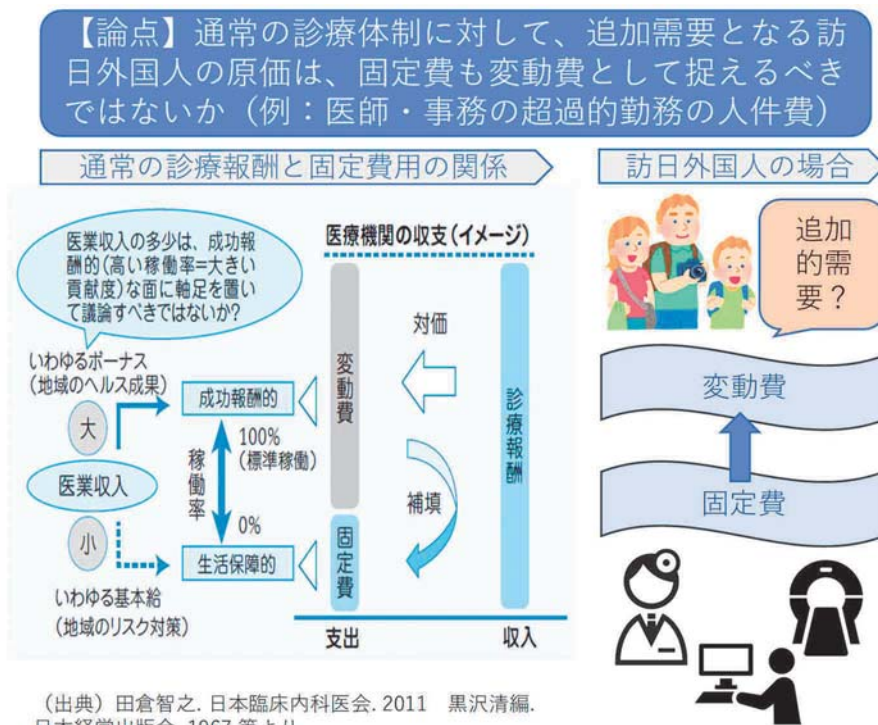 【論点】通常の診療体制に対して、追加需要となる訪
日外国人の原価は、固定費も変動費として捉えるべき
ではないか（例：医師・事務の超過的勤務の人件費）
通常の診療報酬と固定費用の関係
医業収入の多少は、成功報
酬的(高い稼働率=大きい
貢献度)な面に軸足を置い
て議論すべきではないか?
医療機関の収支(イメージ)
いわゆるボーナス
(地域のヘルス成果)
大
医業収入
小
いわゆる基本給
(地域のリスク対策)
成功報酬的
稼働率
100%
(標準稼働)
0%
生活保障的
変動費
固定費
対価
補填
診療報酬
支出
収入
訪日外国人の場合
追加
的需
要？
変動費
固定費
（出典）田倉智之. 日本臨床内科医会. 2011　黒沢清編.